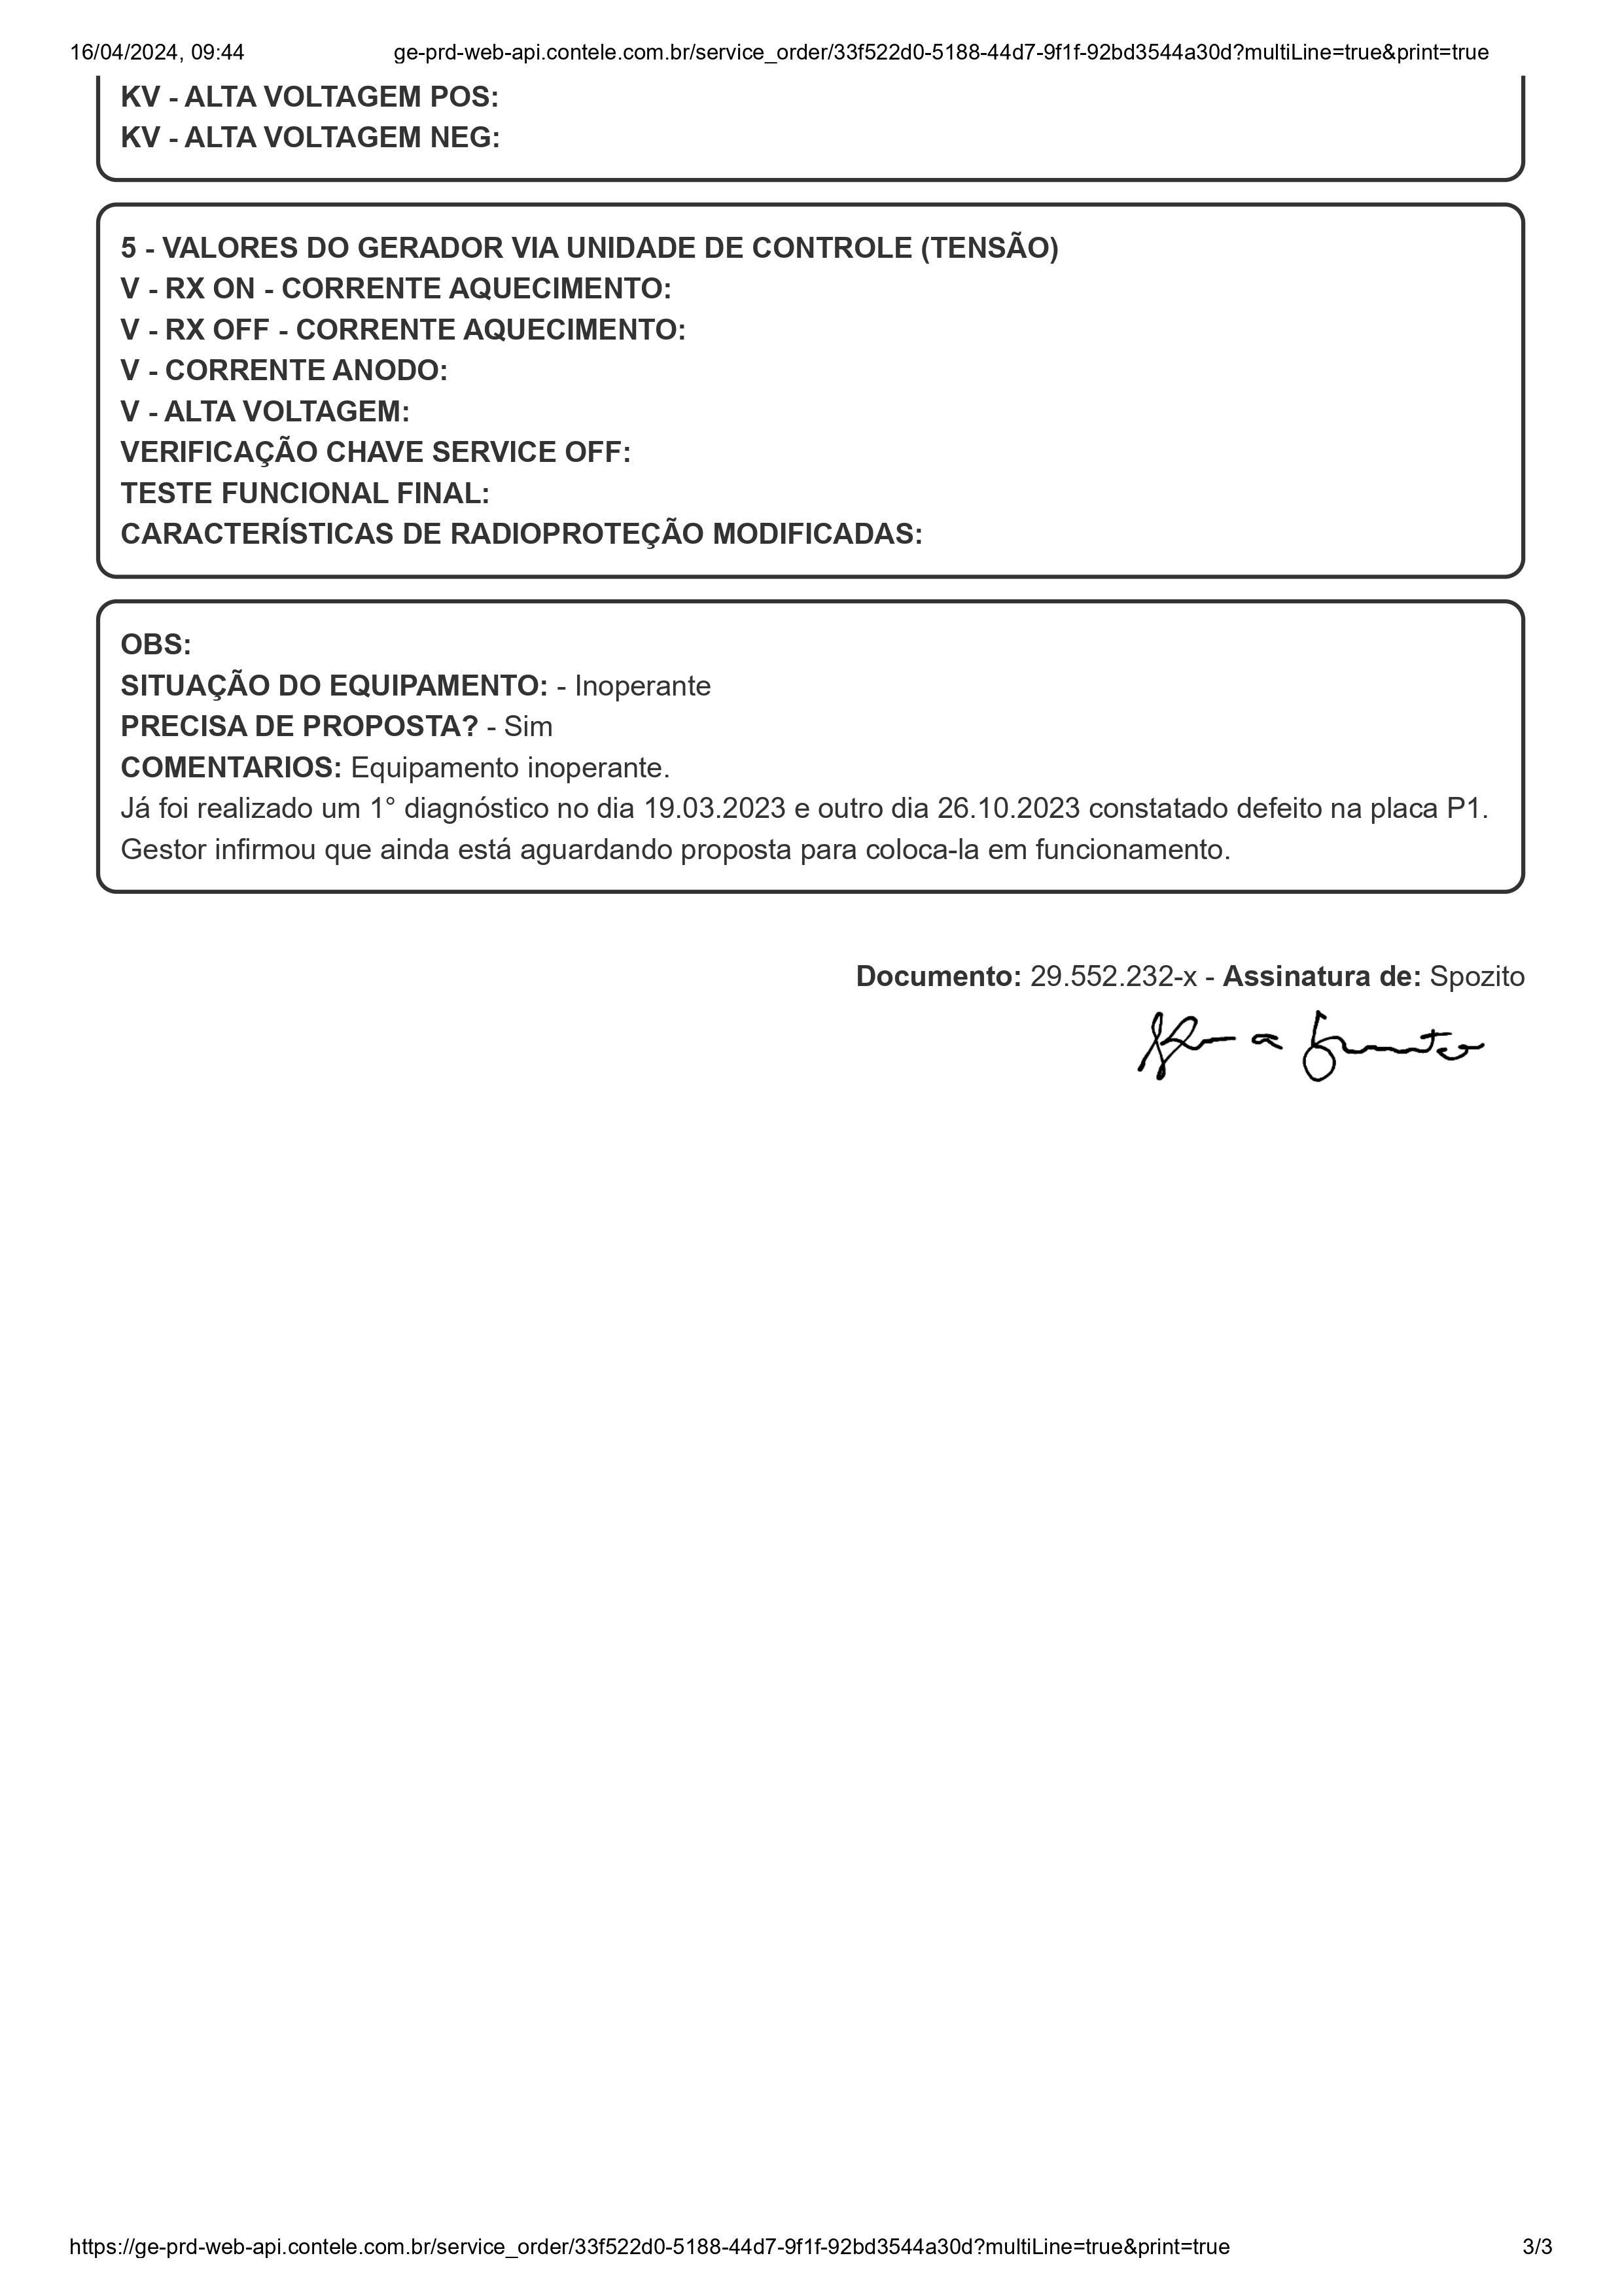 16/04/2024, 09:44 ge-prd-web-api.contele.com.br/service_order/33f522d0-5188-44d7-9f1f-92bd3544a30d?multiLine=true&print=true
KV - ALTA VOLTAGEM POS:
KV - ALTA VOLTAGEM NEG:
5 - VALORES DO GERADOR VIA UNIDADE DE CONTROLE (TENSÃO)
V - RX ON - CORRENTE AQUECIMENTO:
V - RX OFF - CORRENTE AQUECIMENTO:
V - CORRENTE ANODO:
V - ALTA VOLTAGEM:
VERIFICAÇÃO CHAVE SERVICE OFF:
TESTE FUNCIONAL FINAL:
CARACTERÍSTICAS DE RADIOPROTEÇÃO MODIFICADAS:
OBS:
SITUAÇÃO DO EQUIPAMENTO: - Inoperante
PRECISA DE PROPOSTA? - Sim
COMENTARIOS: Equipamento inoperante.
Já foi realizado um 1° diagnóstico no dia 19.03.2023 e outro dia 26.10.2023 constatado defeito na placa P1.
Gestor infirmou que ainda está aguardando proposta para coloca-la em funcionamento.
Documento: 29.552.232-x - Assinatura de: Spozito
https://ge-prd-web-api.contele.com.br/service_order/33f522d0-5188-44d7-9f1f-92bd3544a30d?multiLine=true&print=true 3/3